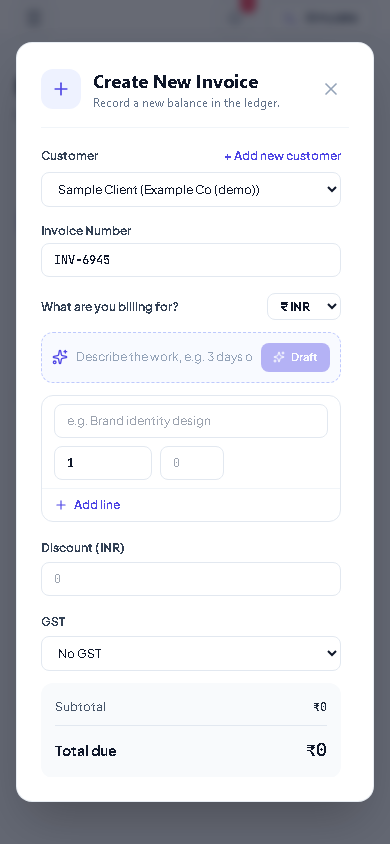 Create New Invoice
Record a new balance in the ledger.
Customer
+ Add new customer
Sample Client (Example Co (demo))
Invoice Number
INV-6945
What are you billing for?
₹ INR
Describe the work, e.g. 3 days o
Draft
e.g. Brand identity design
1
0
+ Add line
Discount (INR)
0
GST
No GST
Subtotal
₹0
Total due
₹0